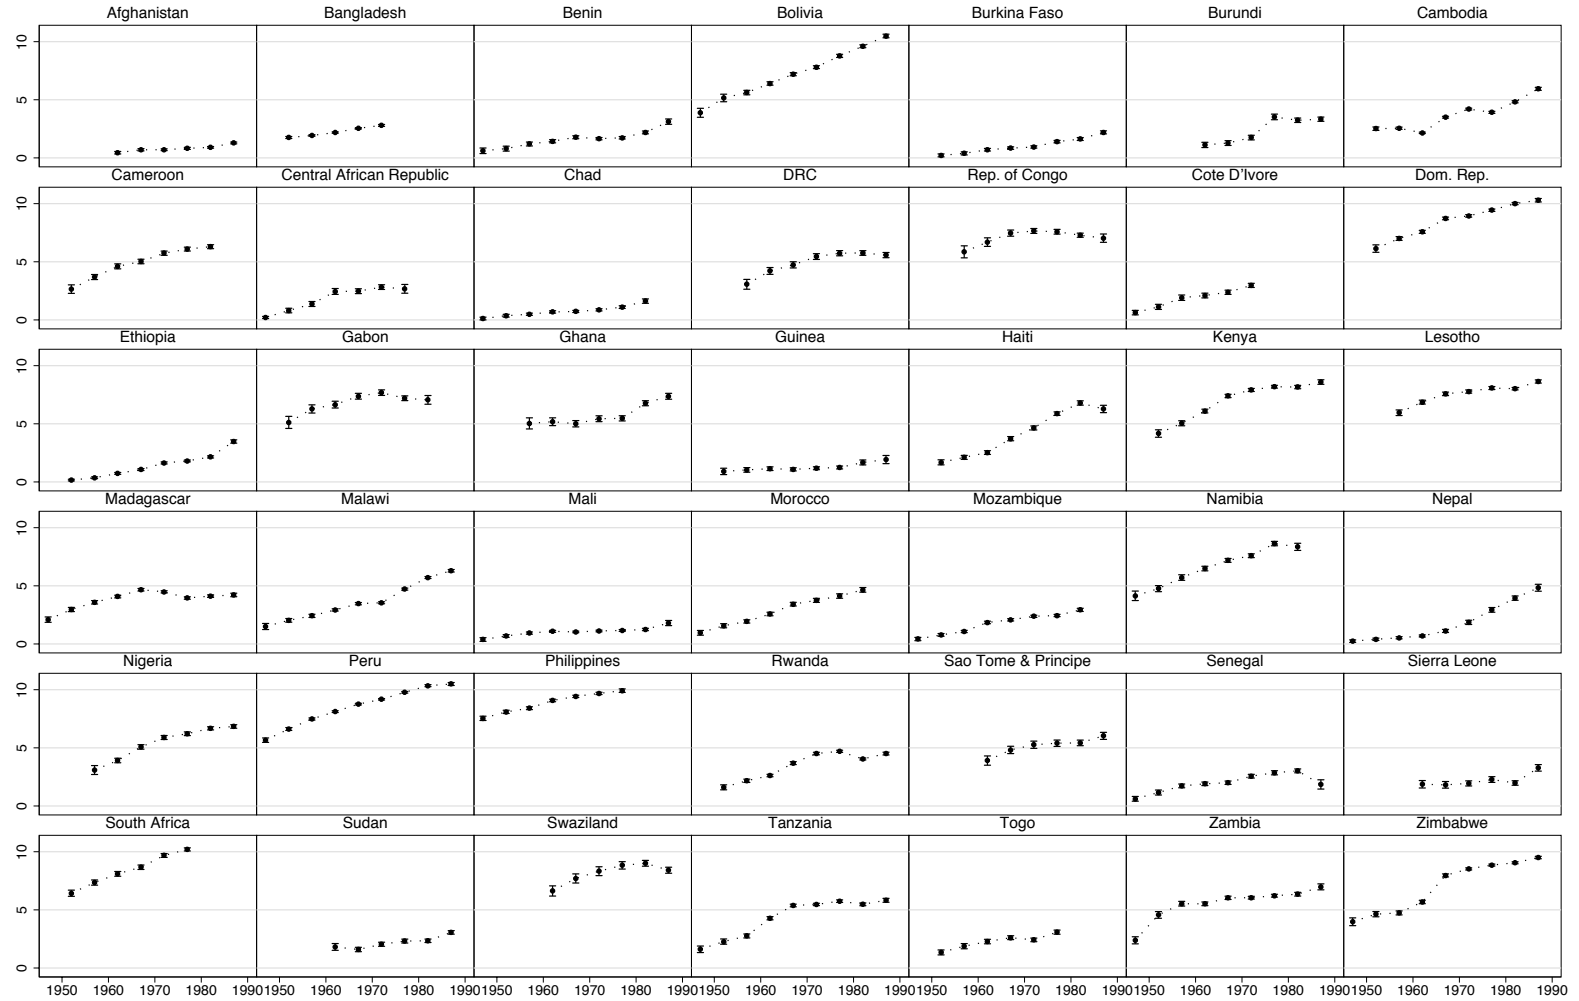 Afghanistan Bangladesh Benin Bolivia Burkina Faso Burundi Cambodia
10
5
0
Cameroon Central African Republic Chad DRC Rep. of Congo Cote D'Ivore Dom. Rep.
10
5
0
Ethiopia Gabon Ghana Guinea Haiti Kenya Lesotho
10
5
0
Madagascar Malawi Mali Morocco Mozambique Namibia Nepal
10
5
0
Nigeria Peru Philippines Rwanda Sao Tome & Principe Senegal Sierra Leone
10
5
0
South Africa Sudan Swaziland Tanzania Togo Zambia Zimbabwe
10
5
0
1950 1960 1970 1980 1990 1950 1960 1970 1980 1990 1950 1960 1970 1980 1990 1950 1960 1970 1980 1990 1950 1960 1970 1980 1990 1950 1960 1970 1980 1990 1950 1960 1970 1980 1990